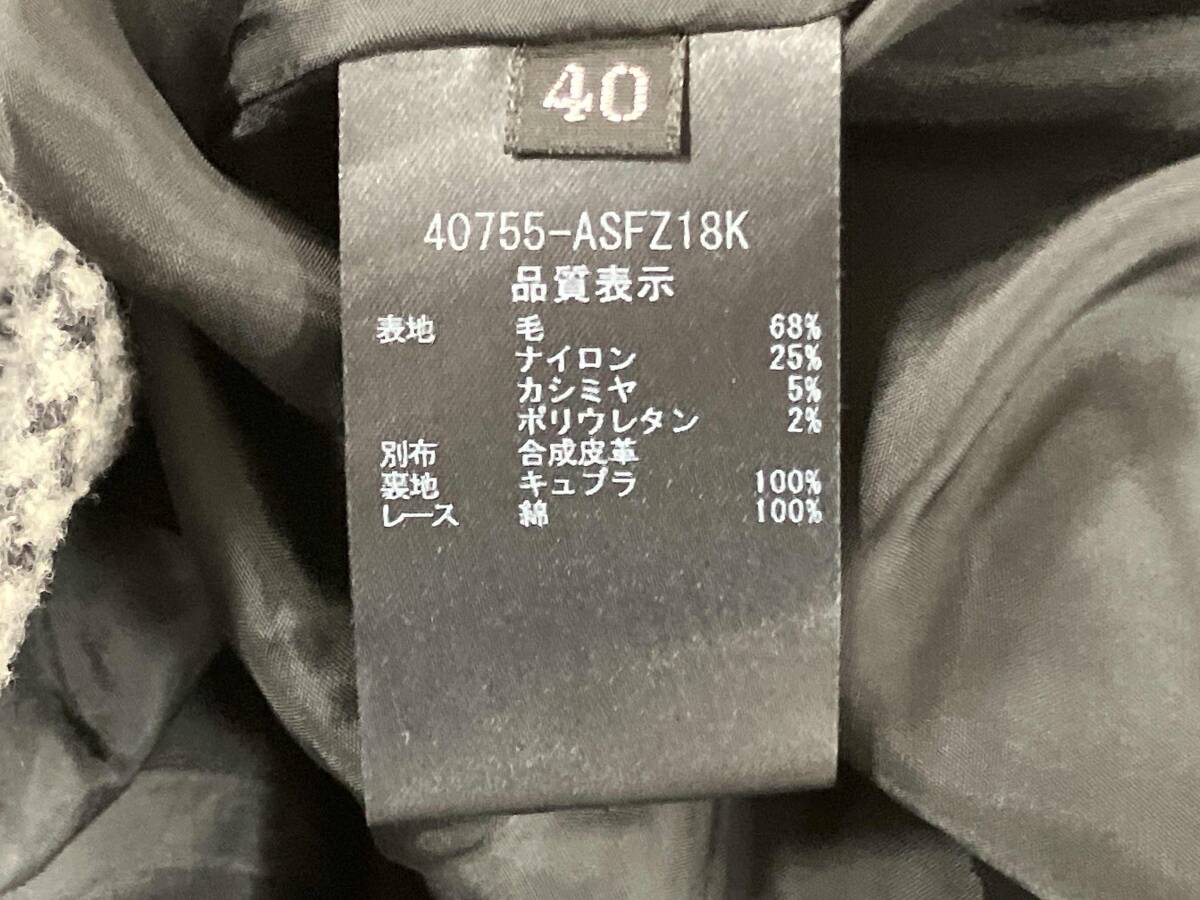 40
40755-ASFZ18K
品質表示
表地 毛 68%
ナイロン 25%
カシミヤ 5%
ポリウレタン 2%
別布 合成皮革
裏地 キュプラ 100%
レース 綿 100%